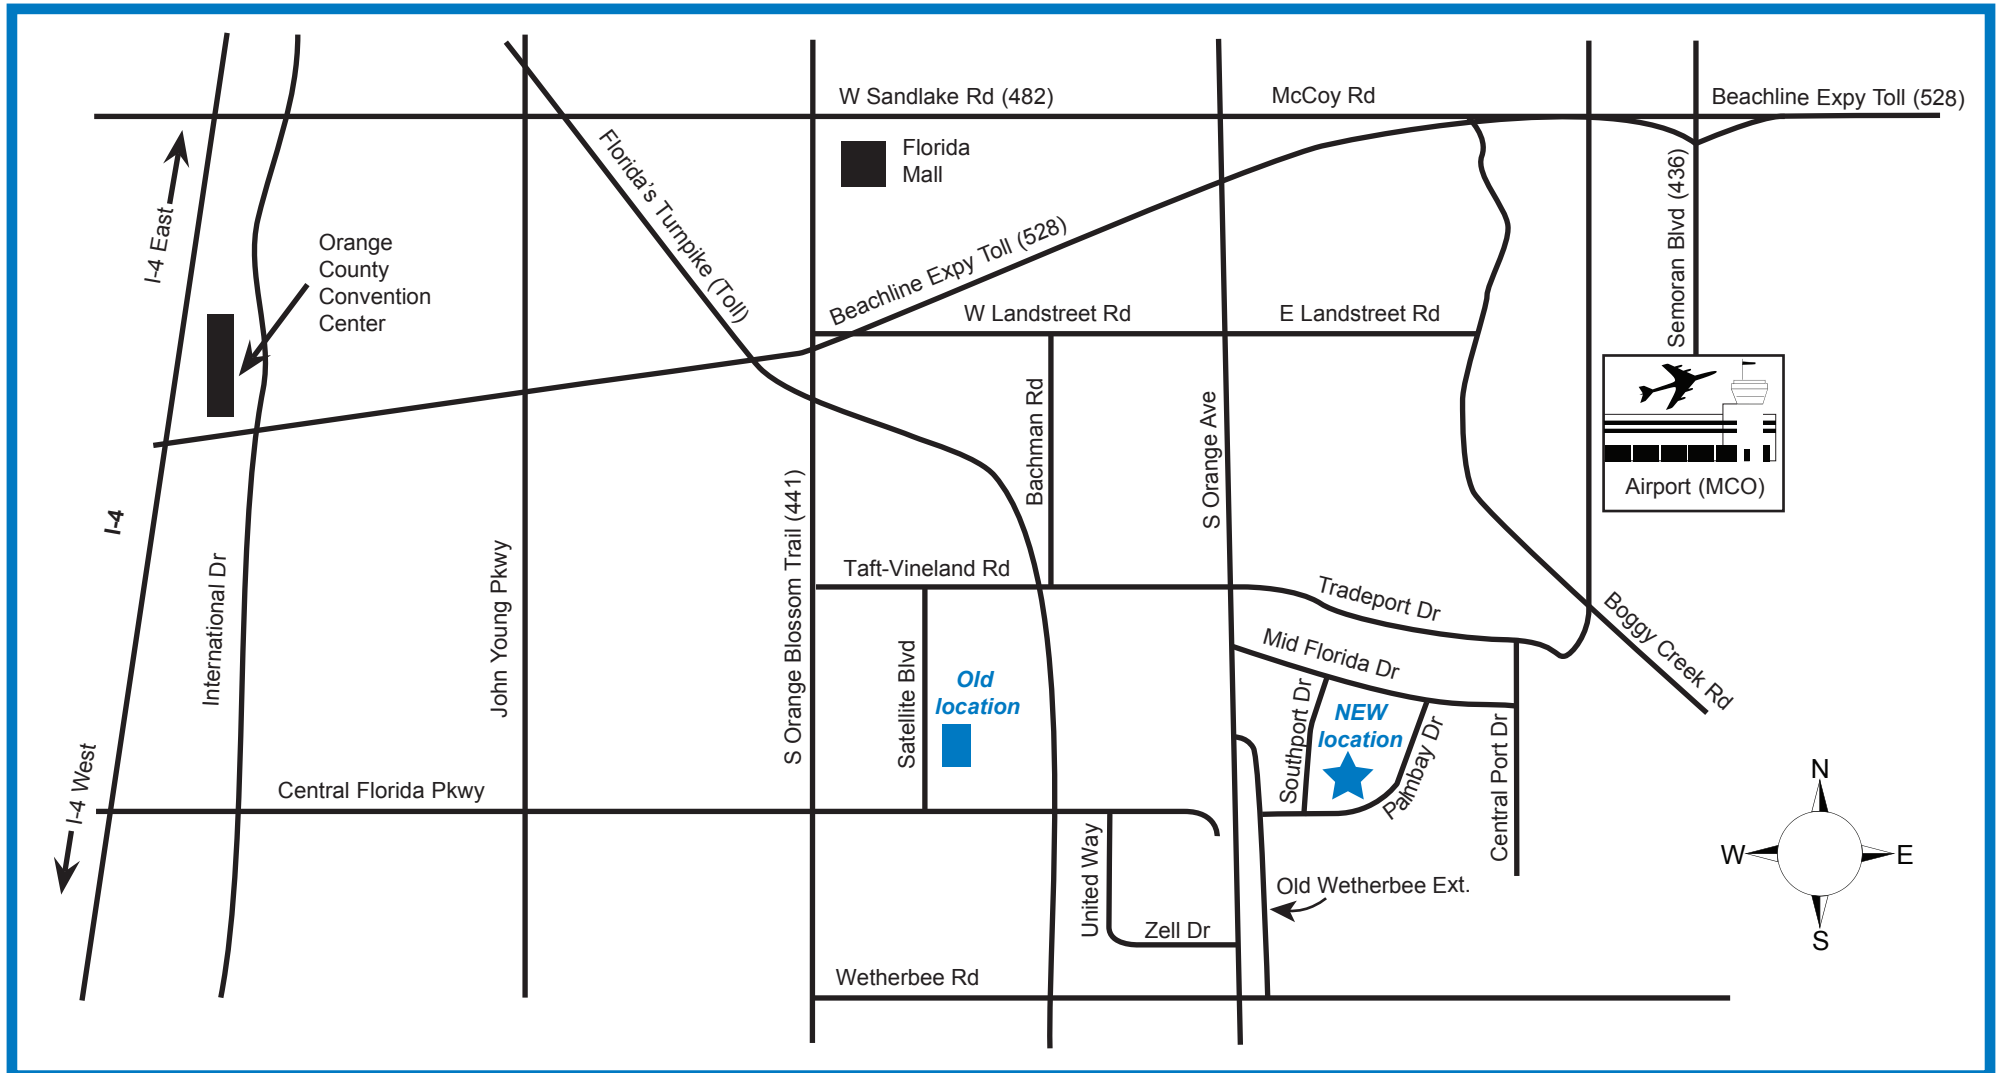 W Sandlake Rd (482)
McCoy Rd
Beachline Expy Toll (528)
Florida
Mall
Florida's Turnpike (Toll)
I-4 East
Orange
County
Convention
Center
Beachline Expy Toll (528)
Semoran Blvd (436)
W Landstreet Rd
E Landstreet Rd
Bachman Rd
S Orange Ave
Airport (MCO)
I-4
International Dr
John Young Pkwy
S Orange Blossom Trail (441)
Taft-Vineland Rd
Tradeport Dr
Boggy Creek Rd
Mid Florida Dr
Satellite Blvd
Old
location
Southport Dr
NEW
location
Palmbay Dr
Central Port Dr
I-4 West
Central Florida Pkwy
United Way
Old Wetherbee Ext.
Zell Dr
Wetherbee Rd
N
W
E
S